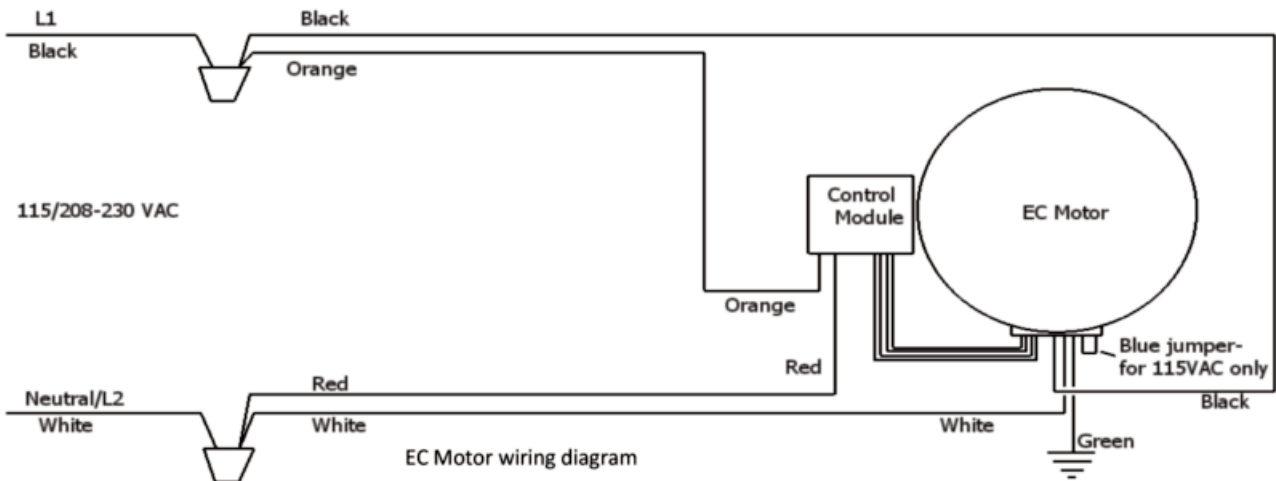 L1
Black
Black
Orange
115/208-230 VAC
Control
Module
EC Motor
Orange
Blue jumper-
for 115VAC only
Red
Red
Black
Neutral/L2
White
White
White
Green
EC Motor wiring diagram